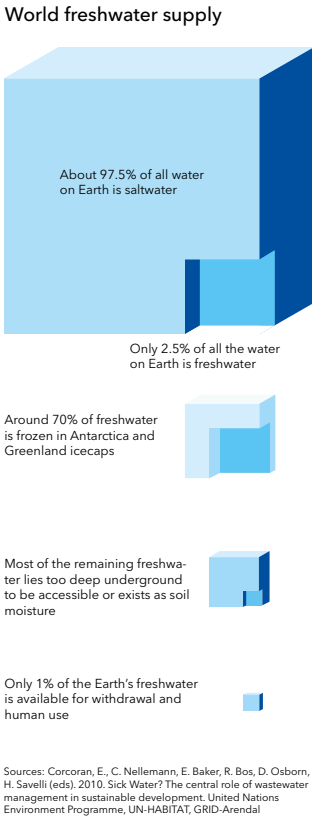 World freshwater supply
About 97.5% of all water
on Earth is saltwater
Only 2.5% of all the water
on Earth is freshwater
Around 70% of freshwater
is frozen in Antarctica and
Greenland icecaps
Most of the remaining freshwa-
ter lies too deep underground
to be accessible or exists as soil
moisture
Only 1% of the Earth's freshwater
is available for withdrawal and
human use
Sources: Corcoran, E., C. Nellemann, E. Baker, R. Bos, D. Osborn,
H. Savelli (eds). 2010. Sick Water? The central role of wastewater
management in sustainable development. United Nations
Environment Programme, UN-HABITAT, GRID-Arendal